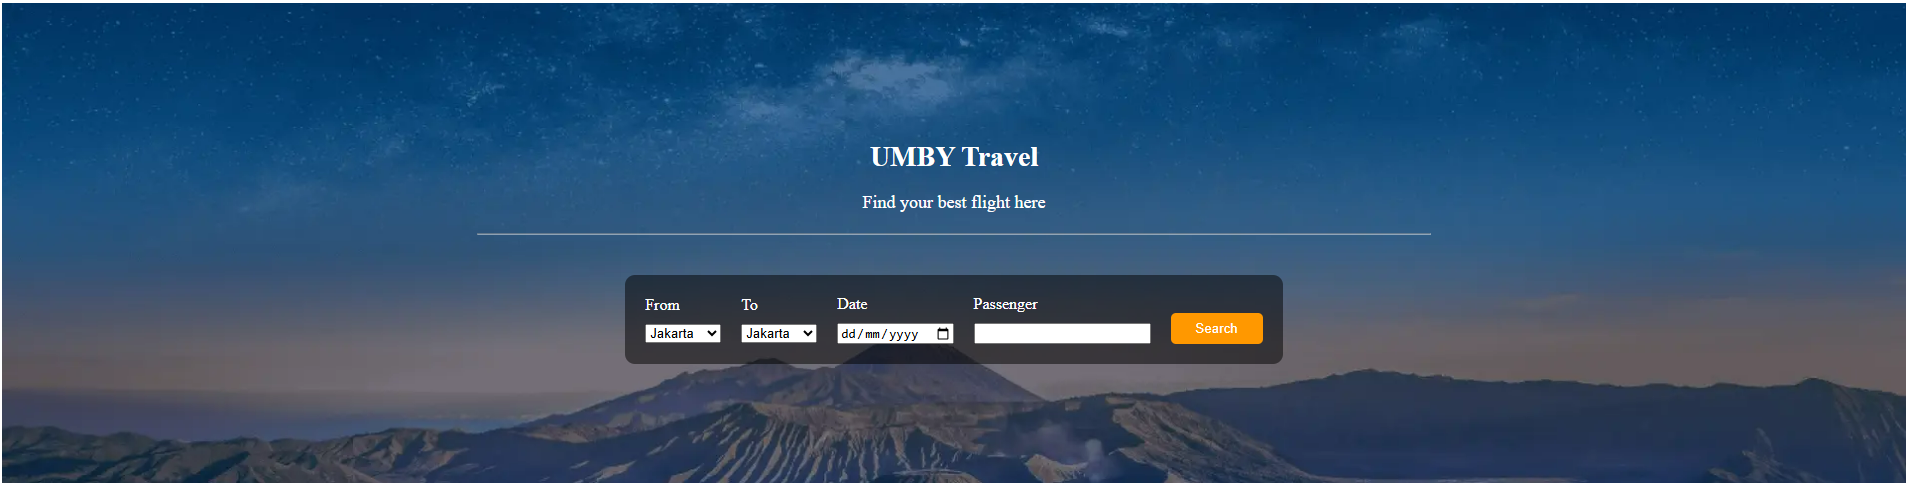 UMBY Travel
Find your best flight here
From To Date Passenger
Jakarta Jakarta dd/mm/yyyy Search